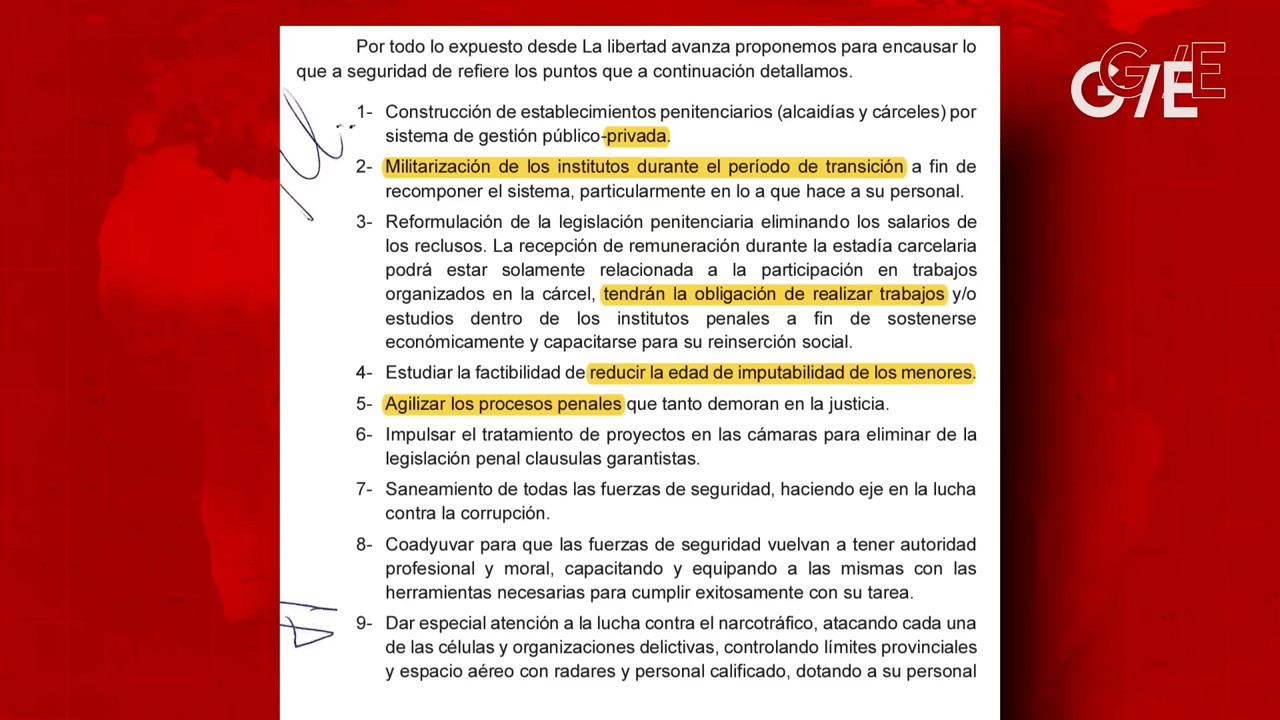 Por todo lo expuesto desde La libertad avanza proponemos para encausar lo
que a seguridad de refiere los puntos que a continuación detallamos.
1- Construcción de establecimientos penitenciarios (alcaidías y cárceles) por
sistema de gestión público-privada.
2- Militarización de los institutos durante el período de transición a fin de
recomponer el sistema, particularmente en lo a que hace a su personal.
3- Reformulación de la legislación penitenciaria eliminando los salarios de
los reclusos. La recepción de remuneración durante la estadía carcelaria
podrá estar solamente relacionada a la participación en trabajos
organizados en la cárcel, tendrán la obligación de realizar trabajos y/o
estudios dentro de los institutos penales a fin de sostenerse
económicamente y capacitarse para su reinserción social.
4- Estudiar la factibilidad de reducir la edad de imputabilidad de los menores.
5- Agilizar los procesos penales que tanto demoran en la justicia.
6- Impulsar el tratamiento de proyectos en las cámaras para eliminar de la
legislación penal clausulas garantistas.
7- Saneamiento de todas las fuerzas de seguridad, haciendo eje en la lucha
contra la corrupción.
8- Coadyuvar para que las fuerzas de seguridad vuelvan a tener autoridad
profesional y moral, capacitando y equipando a las mismas con las
herramientas necesarias para cumplir exitosamente con su tarea.
9- Dar especial atención a la lucha contra el narcotráfico, atacando cada una
de las células y organizaciones delictivas, controlando límites provinciales
y espacio aéreo con radares y personal calificado, dotando a su personal
G/E